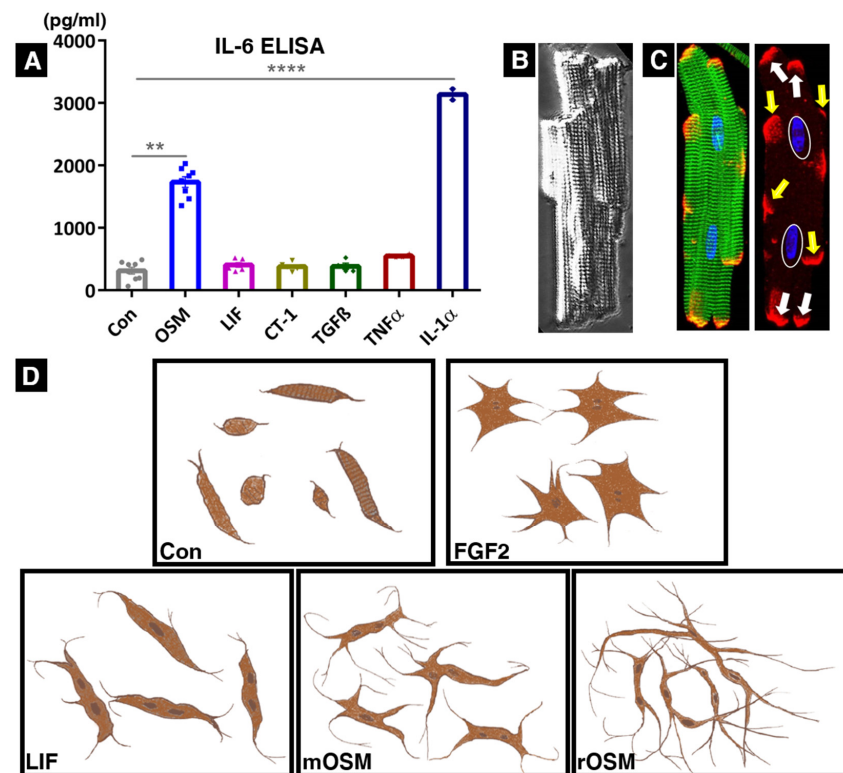 (pg/ml)
A
IL-6 ELISA
B
C
4000
****
3000
**
2000
1000
0
Con
OSM
LIF
CT-1
TGFß
TNFα
IL-1α
D
Con
FGF2
LIF
mOSM
rOSM